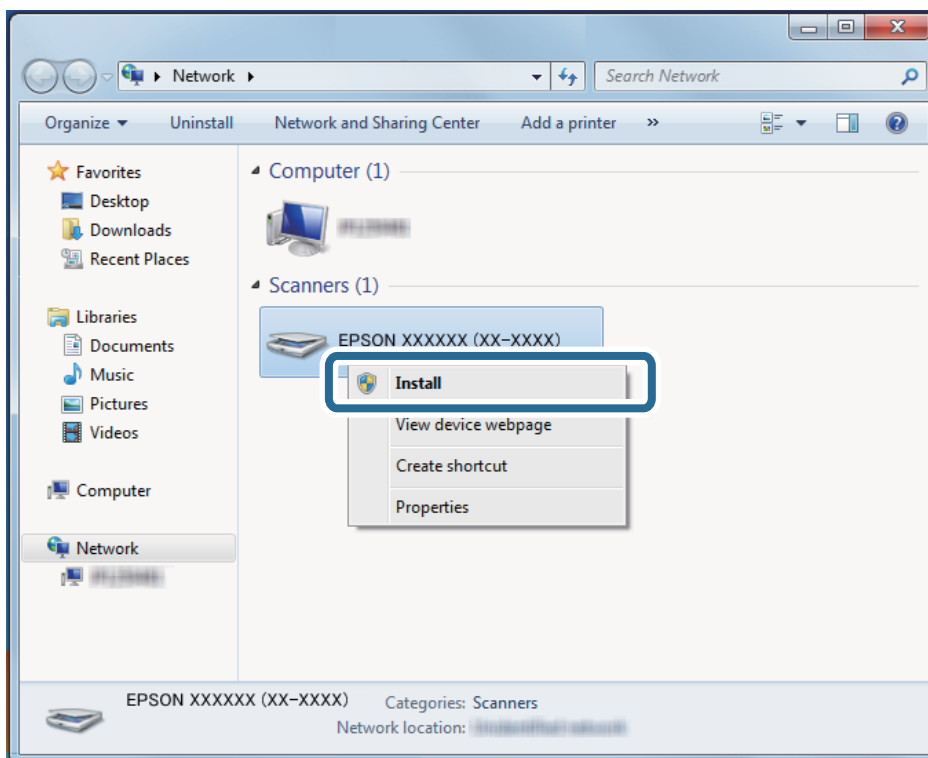 Network
Search Network
Organize
Uninstall
Network and Sharing Center
Add a printer
»
Favorites
Desktop
Downloads
Recent Places
Libraries
Documents
Music
Pictures
Videos
Computer
Network
Computer (1)
Scanners (1)
EPSON XXXXXX (XX-XXXX)
Install
View device webpage
Create shortcut
Properties
EPSON XXXXXX (XX-XXXX)
Categories: Scanners
Network location: